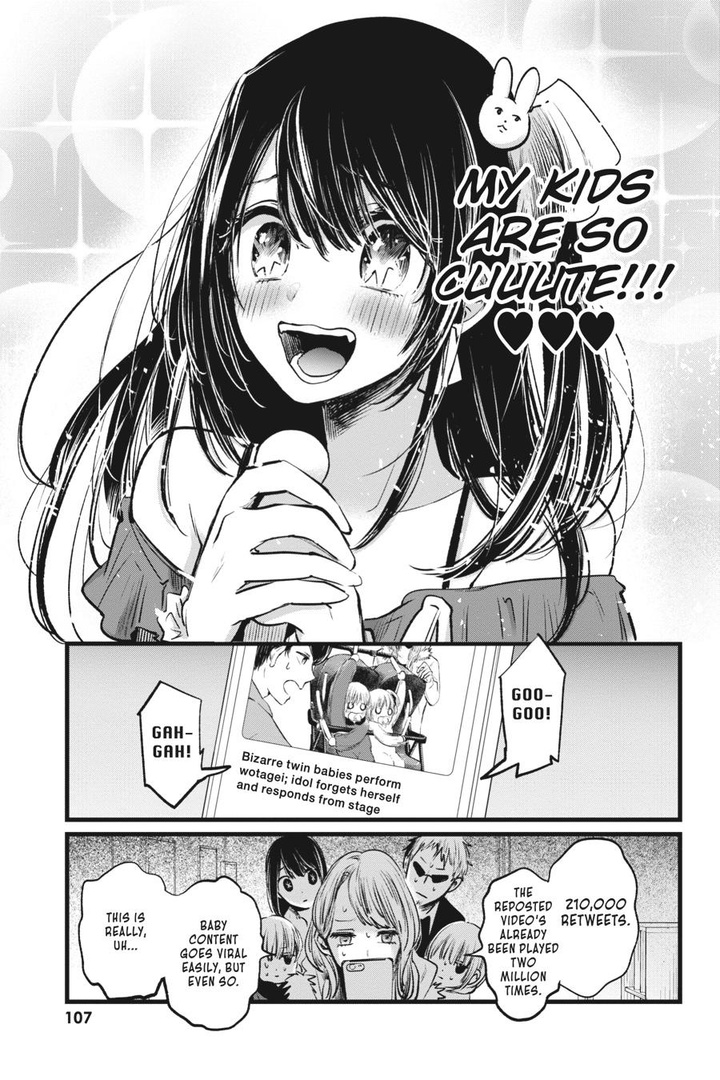 MY KIDS
ARE SO
CUUUTE!!!
♥♥♥
GOO-
GOO!
GAH-
GAH!
Bizarre twin babies perform
wotagei; idol forgets herself
and responds from stage
210,000
RETWEETS.
THE
REPOSTED
VIDEO'S
ALREADY
BEEN PLAYED
TWO
MILLION
TIMES.
BABY
CONTENT
GOES VIRAL
EASILY, BUT
EVEN SO.
THIS IS
REALLY,
UH...
107